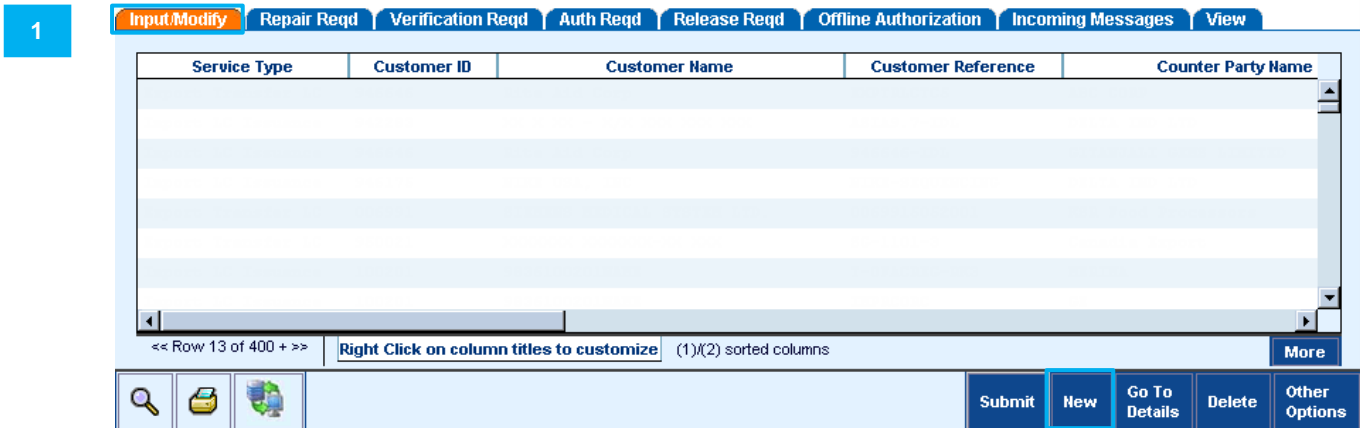 1
Input/Modify Repair Reqd Verification Reqd Auth Reqd Release Reqd Offline Authorization Incoming Messages View
Service Type Customer ID Customer Name Customer Reference Counter Party Name
<< Row 13 of 400 + >> Right Click on column titles to customize (1)/(2) sorted columns More
Submit New Go To Details Delete Other Options